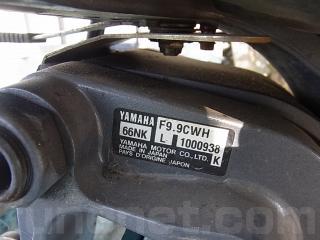 YAMAHA F9.9CWH
66NK L 1000938
YAMAHA MOTOR CO., LTD. K
MADE IN JAPAN
PAYS D'ORIGINE JAPON